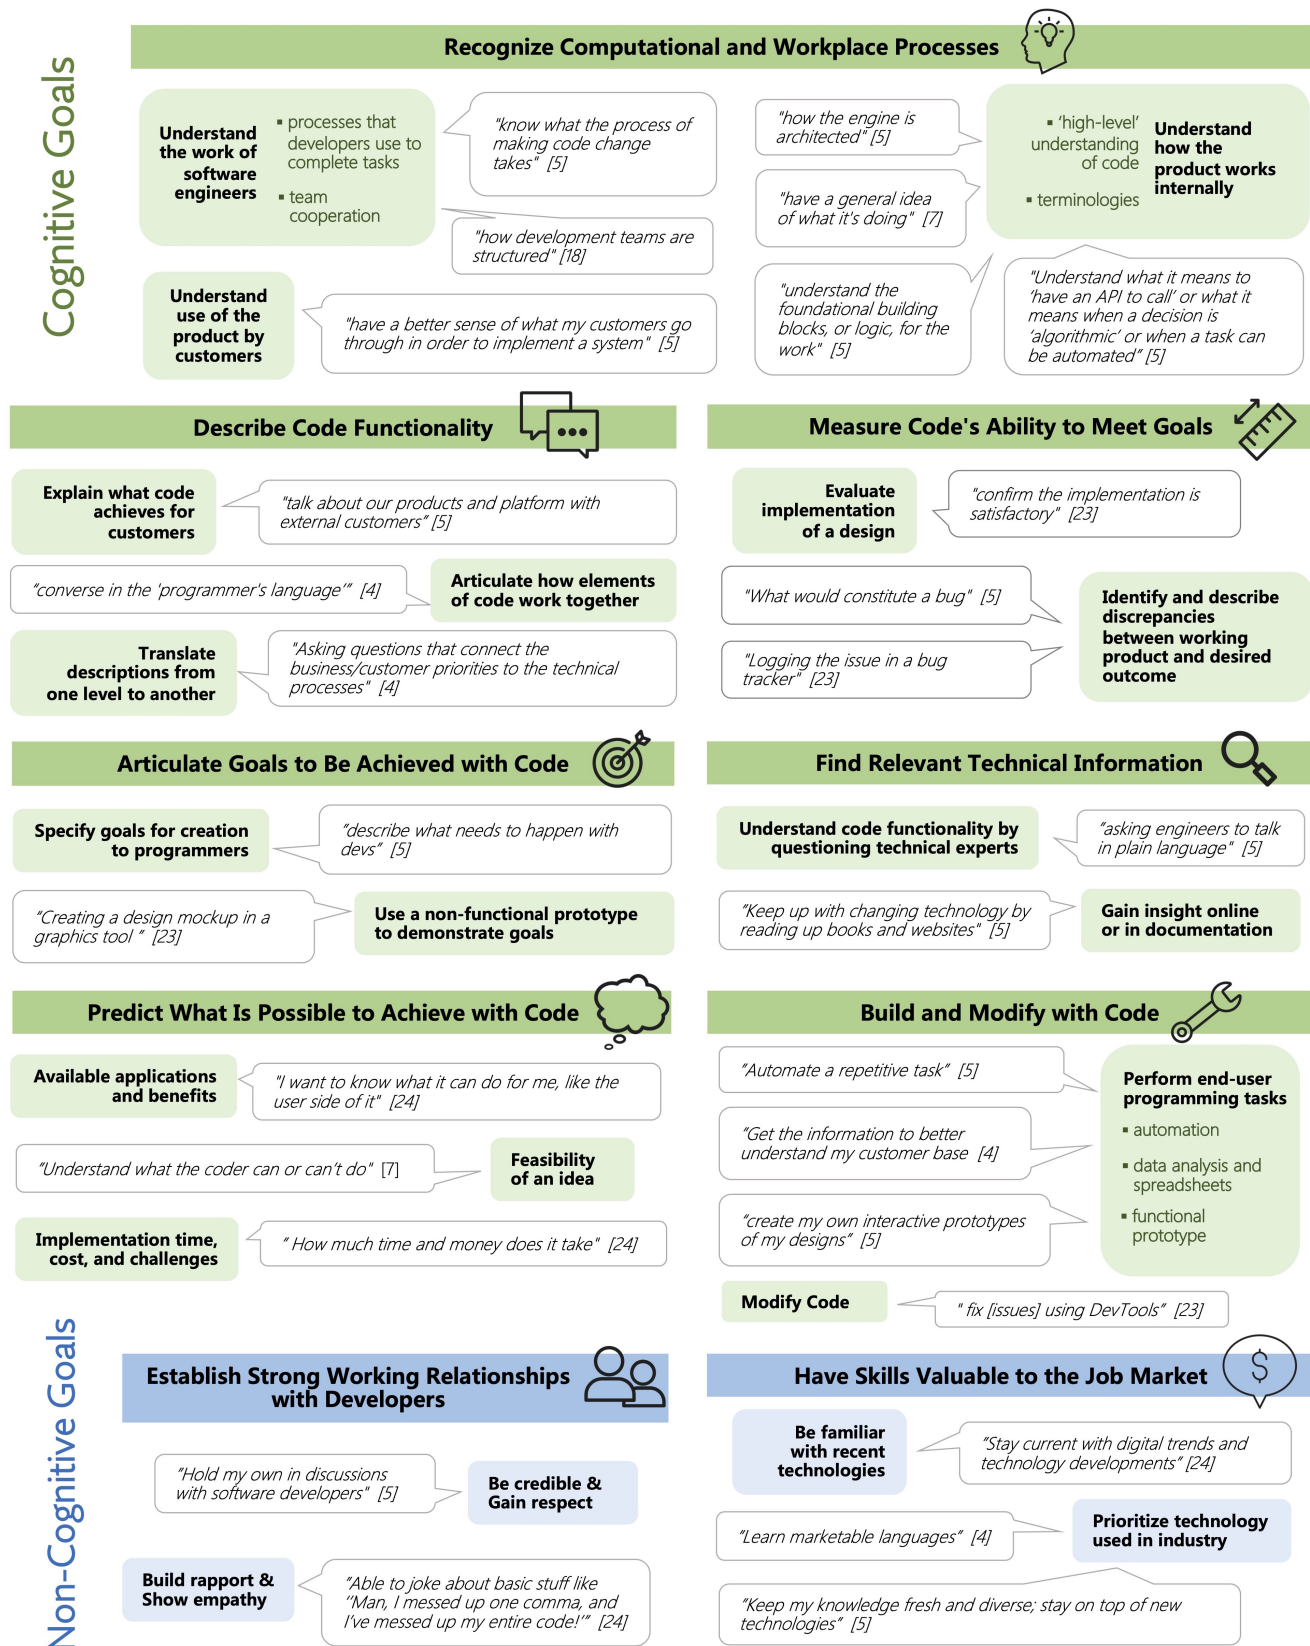 Cognitive Goals
Recognize Computational and Workplace Processes
Understand
the work of
software
engineers
▪ processes that
developers use to
complete tasks
▪ team
cooperation
"know what the process of
making code change
takes" [5]
"how development teams are
structured" [18]
Understand
use of the
product by
customers
"have a better sense of what my customers go
through in order to implement a system" [5]
"how the engine is
architected" [5]
"have a general idea
of what it's doing" [7]
"understand the
foundational building
blocks, or logic, for the
work" [5]
▪ ‘high-level’
understanding
of code
▪ terminologies
Understand
how the
product works
internally
"Understand what it means to
‘have an API to call’ or what it
means when a decision is
‘algorithmic’ or when a task can
be automated” [5]
Describe Code Functionality
Explain what code
achieves for
customers
"talk about our products and platform with
external customers” [5]
“converse in the 'programmer's language’” [4]
Articulate how elements
of code work together
Translate
descriptions from
one level to another
"Asking questions that connect the
business/customer priorities to the technical
processes" [4]
Measure Code's Ability to Meet Goals
Evaluate
implementation
of a design
"confirm the implementation is
satisfactory" [23]
"What would constitute a bug" [5]
"Logging the issue in a bug
tracker" [23]
Identify and describe
discrepancies
between working
product and desired
outcome
Articulate Goals to Be Achieved with Code
Specify goals for creation
to programmers
“describe what needs to happen with
devs” [5]
“Creating a design mockup in a
graphics tool ” [23]
Use a non-functional prototype
to demonstrate goals
Find Relevant Technical Information
Understand code functionality by
questioning technical experts
“asking engineers to talk
in plain language" [5]
"Keep up with changing technology by
reading up books and websites" [5]
Gain insight online
or in documentation
Predict What Is Possible to Achieve with Code
Available applications
and benefits
"I want to know what it can do for me, like the
user side of it" [24]
“Understand what the coder can or can’t do" [7]
Feasibility
of an idea
Implementation time,
cost, and challenges
“ How much time and money does it take" [24]
Build and Modify with Code
“Automate a repetitive task” [5]
“Get the information to better
understand my customer base [4]
“create my own interactive prototypes
of my designs” [5]
Perform end-user
programming tasks
▪ automation
▪ data analysis and
spreadsheets
▪ functional
prototype
Modify Code
" fix [issues] using DevTools” [23]
Non-Cognitive Goals
Establish Strong Working Relationships
with Developers
“Hold my own in discussions
with software developers" [5]
Be credible &
Gain respect
Build rapport &
Show empathy
“Able to joke about basic stuff like
‘’Man, I messed up one comma, and
I’ve messed up my entire code!’” [24]
Have Skills Valuable to the Job Market
$
Be familiar
with recent
technologies
“Stay current with digital trends and
technology developments” [24]
“Learn marketable languages” [4]
Prioritize technology
used in industry
"Keep my knowledge fresh and diverse; stay on top of new
technologies” [5]